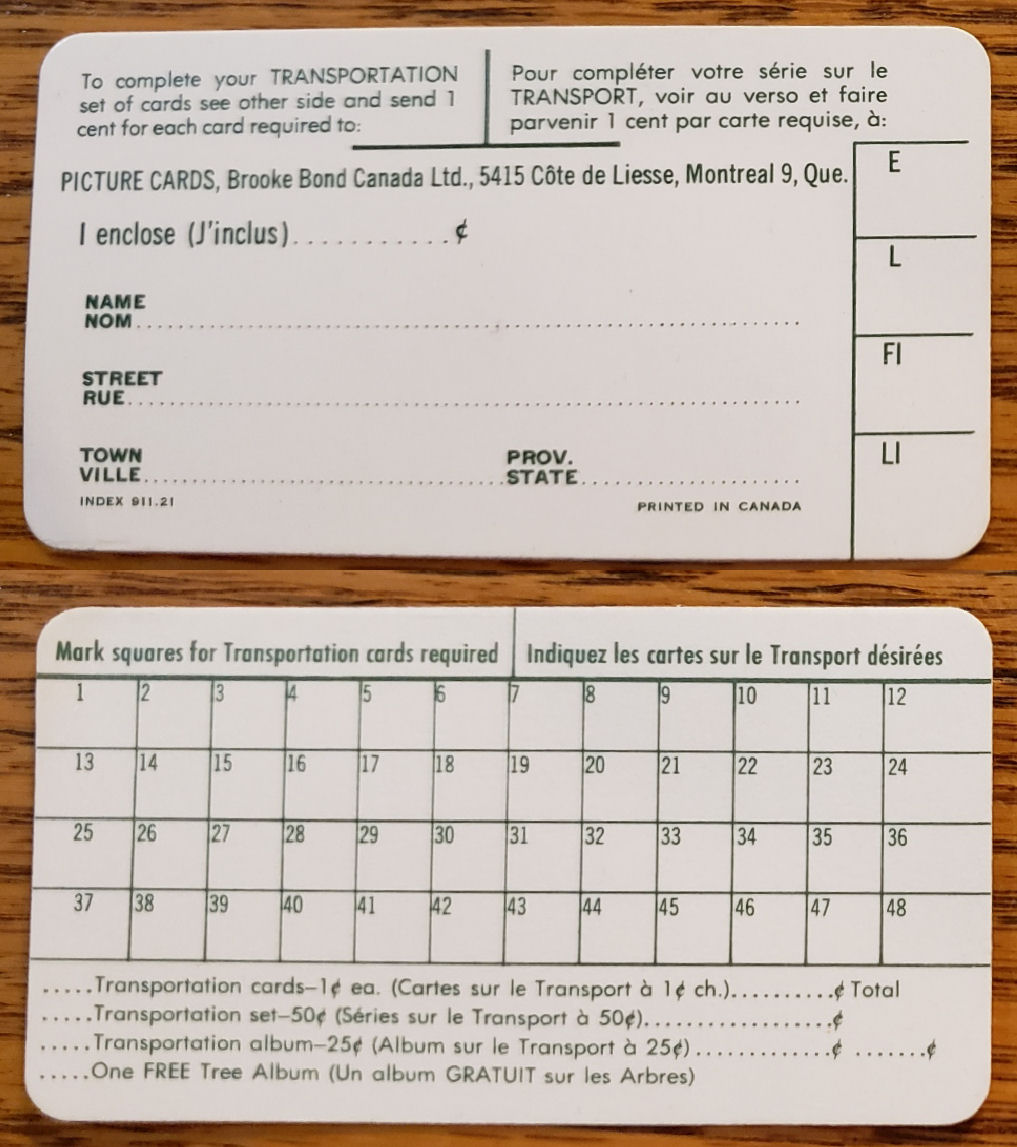 To complete your TRANSPORTATION
set of cards see other side and send 1
cent for each card required to:
Pour compléter votre série sur le
TRANSPORT, voir au verso et faire
parvenir 1 cent par carte requise, à:
PICTURE CARDS, Brooke Bond Canada Ltd., 5415 Côte de Liesse, Montreal 9, Que.
I enclose (J'inclus)...........¢
NAME
NOM
STREET
RUE
TOWN
VILLE
PROV.
STATE
INDEX 911.21
PRINTED IN CANADA
E
L
FI
LI
Mark squares for Transportation cards required
Indiquez les cartes sur le Transport désirées
1 2 3 4 5 6 7 8 9 10 11 12
13 14 15 16 17 18 19 20 21 22 23 24
25 26 27 28 29 30 31 32 33 34 35 36
37 38 39 40 41 42 43 44 45 46 47 48
.....Transportation cards–1¢ ea. (Cartes sur le Transport à 1¢ ch.)..........¢ Total
.....Transportation set–50¢ (Séries sur le Transport à 50¢)..................¢
.....Transportation album–25¢ (Album sur le Transport à 25¢).............¢ .......¢
.....One FREE Tree Album (Un album GRATUIT sur les Arbres)